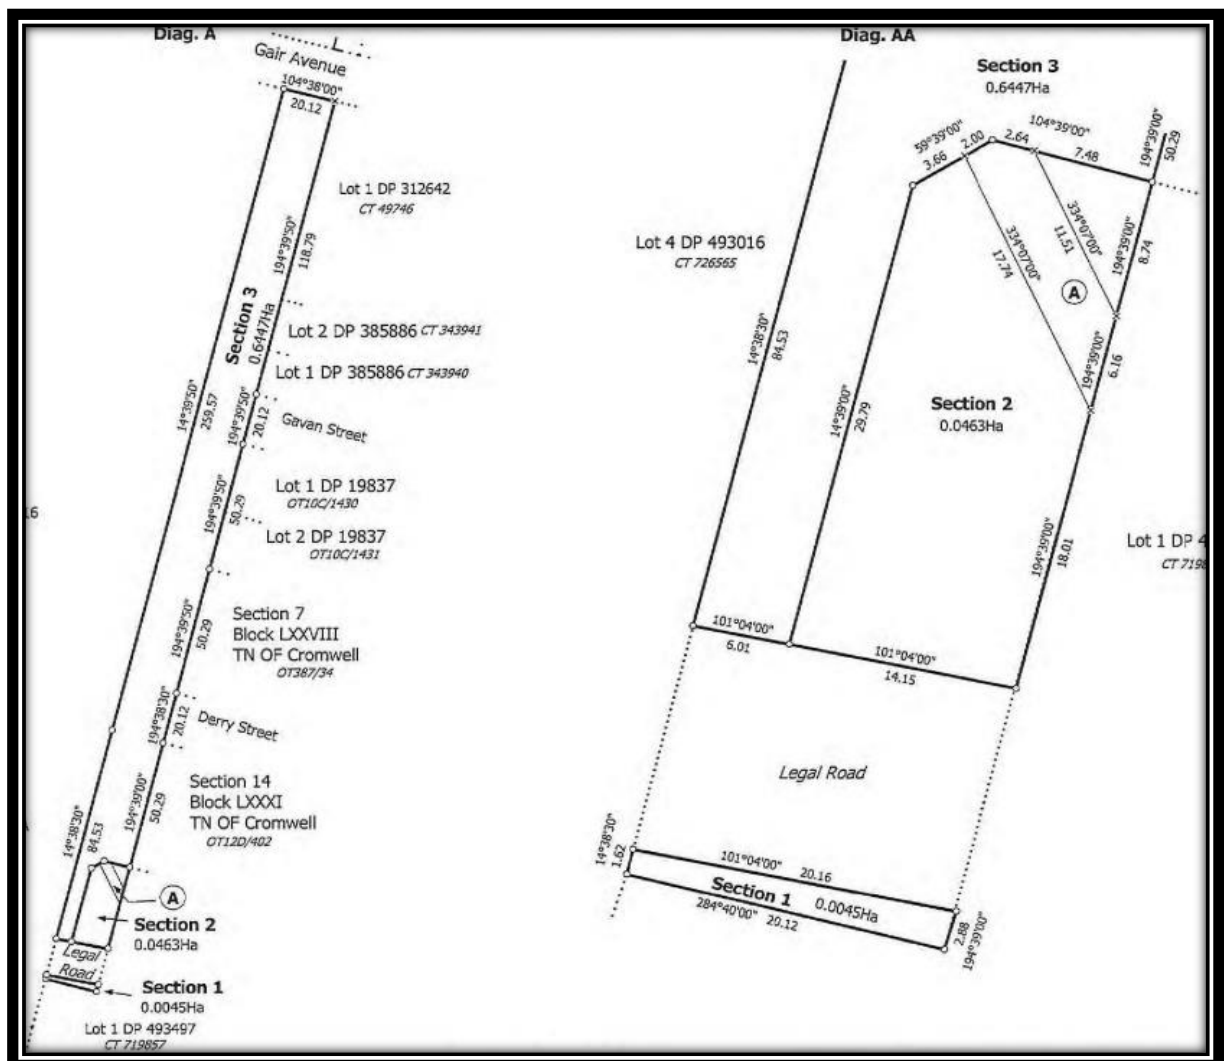 Diag. A
L
Gair Avenue
104°38'00"
20.12
Lot 1 DP 312642
CT 49746
194°39'50"
118.79
Section 3
0.6447Ha
Lot 2 DP 385886 CT 343941
Lot 1 DP 385886 CT 343940
14°39'50"
259.57
194°39'50"
20.12
Gavan Street
Lot 1 DP 19837
OT10C/1430
194°39'50"
50.29
Lot 2 DP 19837
OT10C/1431
16
Section 7
Block LXXVIII
TN OF Cromwell
OT387/34
194°39'50"
50.29
194°38'30"
20.12
Derry Street
Section 14
Block LXXXI
TN OF Cromwell
OT12D/402
194°39'00"
50.29
14°38'30"
84.53
A
Section 2
0.0463Ha
Legal
Road
Section 1
0.0045Ha
Lot 1 DP 493497
CT 719857
Diag. AA
Section 3
0.6447Ha
59°39'00"
3.66
2.00
2.64
104°39'00"
7.48
194°39'00"
50.29
Lot 4 DP 493016
CT 726565
334°07'00"
11.51
334°07'00"
17.74
194°39'00"
8.74
A
14°38'30"
84.53
194°39'00"
6.16
14°39'00"
29.79
Section 2
0.0463Ha
194°39'00"
18.01
Lot 1 DP 4
CT 7198
101°04'00"
6.01
101°04'00"
14.15
Legal Road
14°38'30"
1.62
101°04'00"
20.16
Section 1 0.0045Ha
284°40'00"
20.12
2.88
194°39'00"